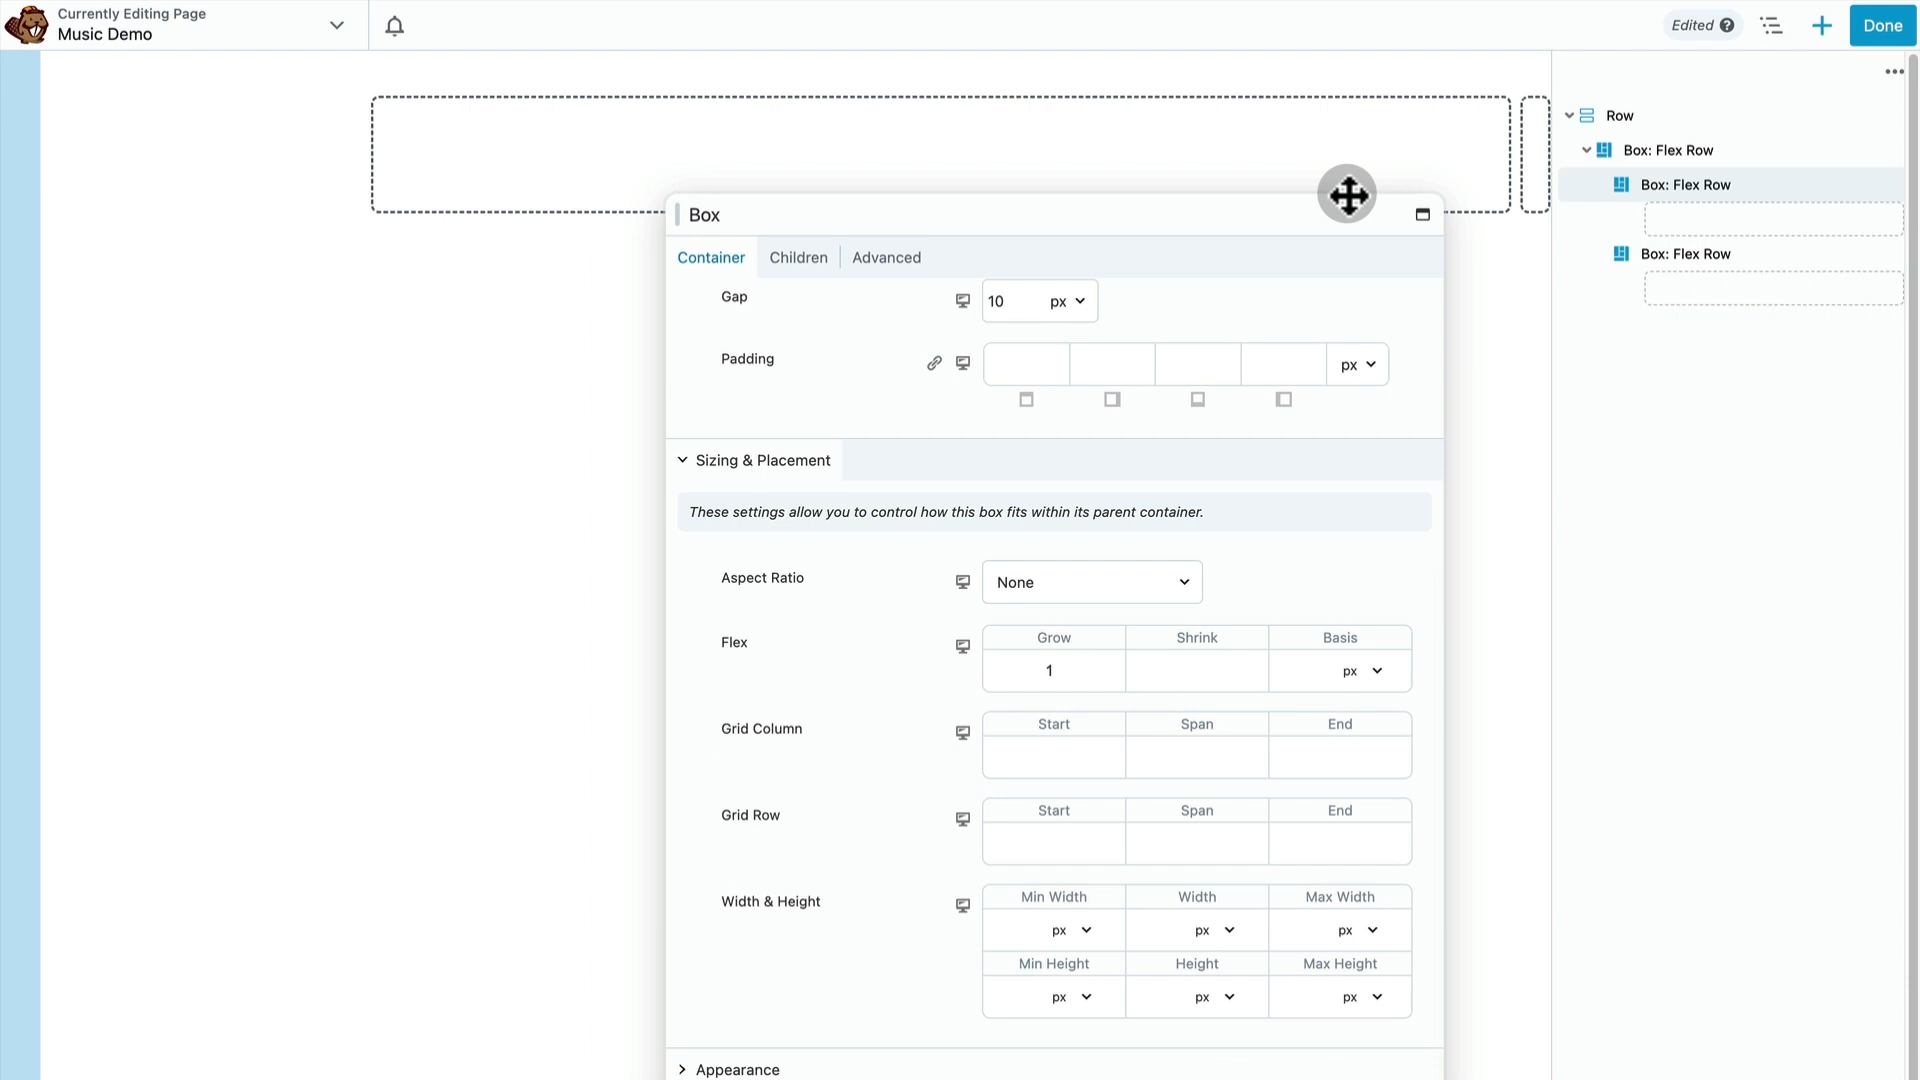 Currently Editing Page
Music Demo
Edited
Done
Row
Box: Flex Row
Box: Flex Row
Box: Flex Row
Box
Container
Children
Advanced
Gap
10 px
Padding
px
Sizing & Placement
These settings allow you to control how this box fits within its parent container.
Aspect Ratio
None
Flex
Grow Shrink Basis
1 px
Grid Column
Start Span End
Grid Row
Start Span End
Width & Height
Min Width Width Max Width
px px px
Min Height Height Max Height
px px px
Appearance